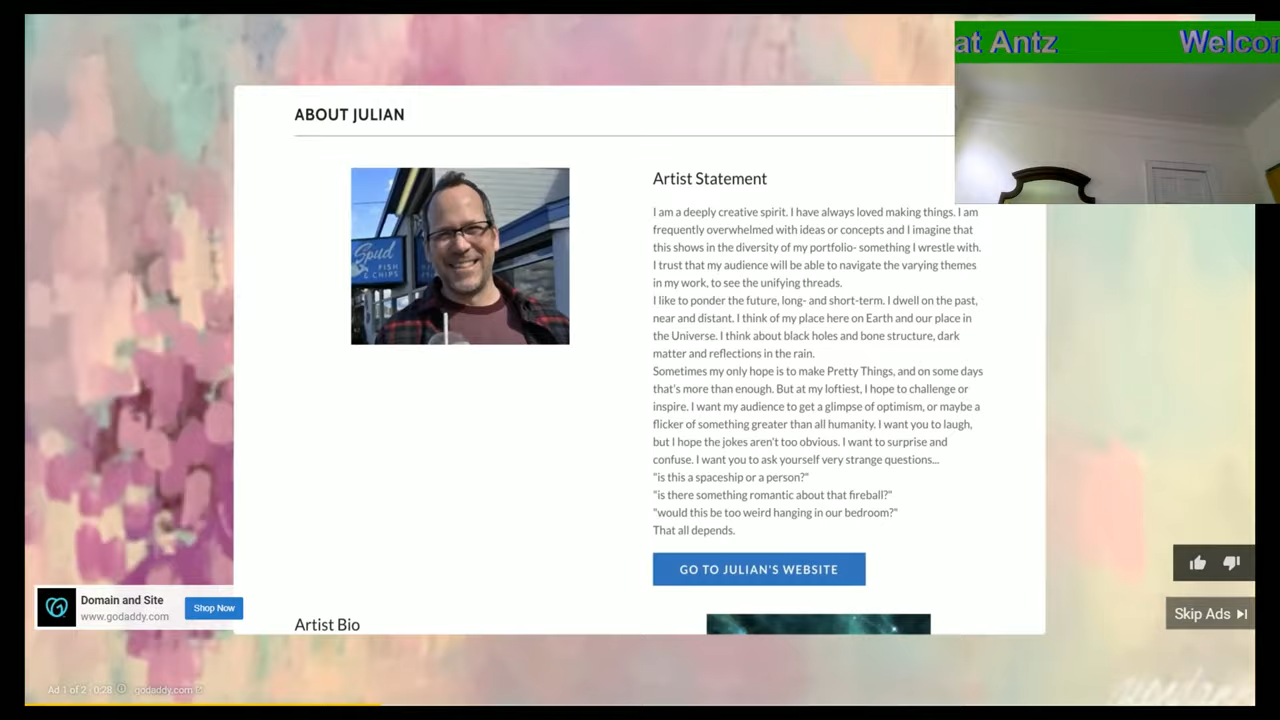 at Antz Welcom
ABOUT JULIAN
Spud
FISH
& CHIPS
Artist Statement
I am a deeply creative spirit. I have always loved making things. I am
frequently overwhelmed with ideas or concepts and I imagine that
this shows in the diversity of my portfolio- something I wrestle with.
I trust that my audience will be able to navigate the varying themes
in my work, to see the unifying threads.
I like to ponder the future, long- and short-term. I dwell on the past,
near and distant. I think of my place here on Earth and our place in
the Universe. I think about black holes and bone structure, dark
matter and reflections in the rain.
Sometimes my only hope is to make Pretty Things, and on some days
that's more than enough. But at my loftiest, I hope to challenge or
inspire. I want my audience to get a glimpse of optimism, or maybe a
flicker of something greater than all humanity. I want you to laugh,
but I hope the jokes aren't too obvious. I want to surprise and
confuse. I want you to ask yourself very strange questions...
"is this a spaceship or a person?"
"is there something romantic about that fireball?"
"would this be too weird hanging in our bedroom?"
That all depends.
GO TO JULIAN'S WEBSITE
Artist Bio
Domain and Site
www.godaddy.com
Shop Now
Skip Ads
Ad 1 of 2 · 0:28 godaddy.com